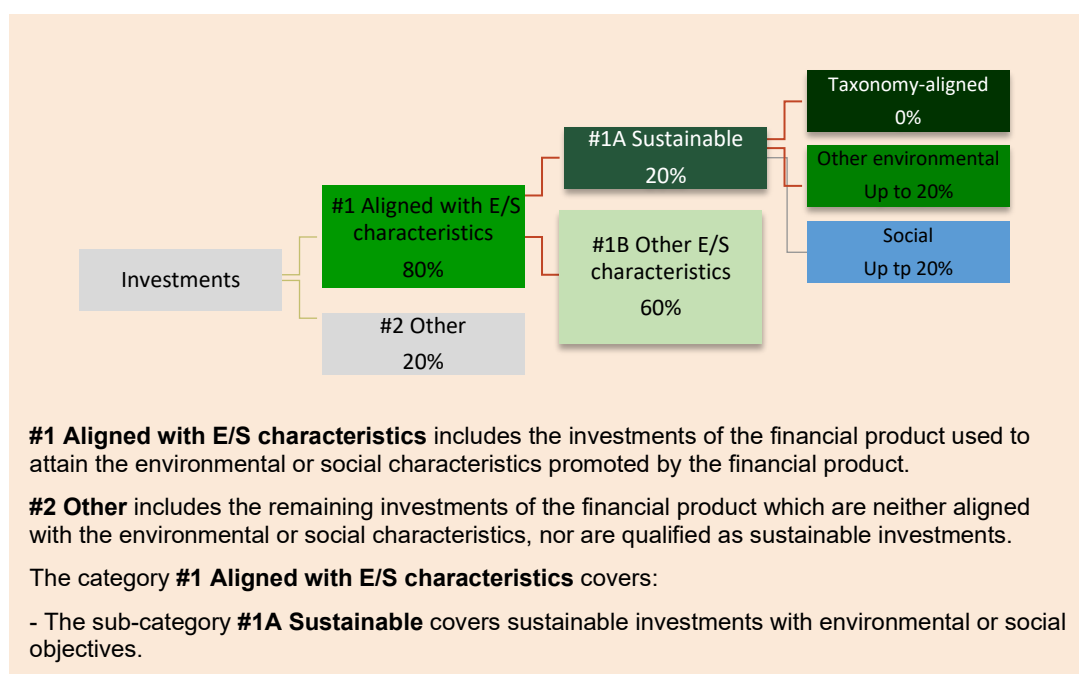 Taxonomy-aligned
0%
#1A Sustainable
20%
Other environmental
Up to 20%
#1 Aligned with E/S
characteristics
80%
#1B Other E/S
characteristics
60%
Social
Up tp 20%
Investments
#2 Other
20%
#1 Aligned with E/S characteristics includes the investments of the financial product used to
attain the environmental or social characteristics promoted by the financial product.
#2 Other includes the remaining investments of the financial product which are neither aligned
with the environmental or social characteristics, nor are qualified as sustainable investments.
The category #1 Aligned with E/S characteristics covers:
- The sub-category #1A Sustainable covers sustainable investments with environmental or social
objectives.